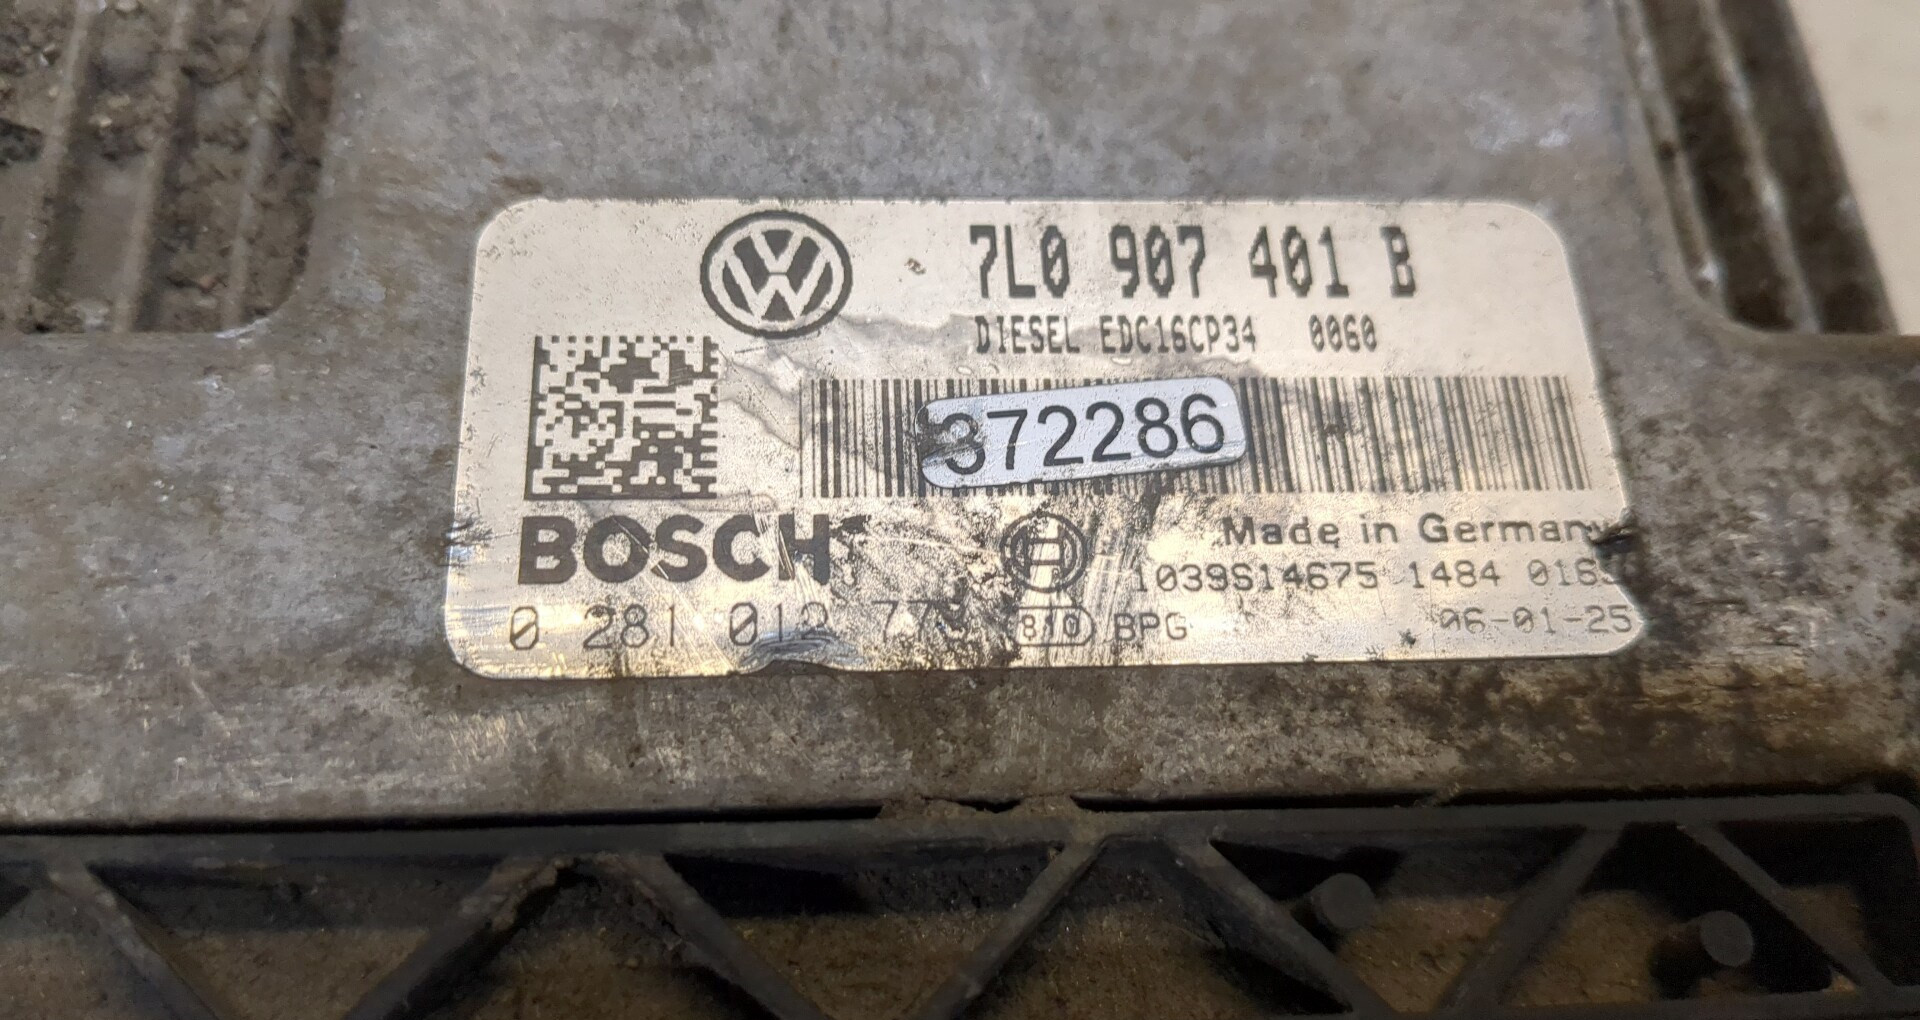 7L0 907 401 B
DIESEL EDC16CP34 0060
372286
BOSCH
Made in Germany
1039S14675 1484
0 281 012
810 BPG 06-01-25